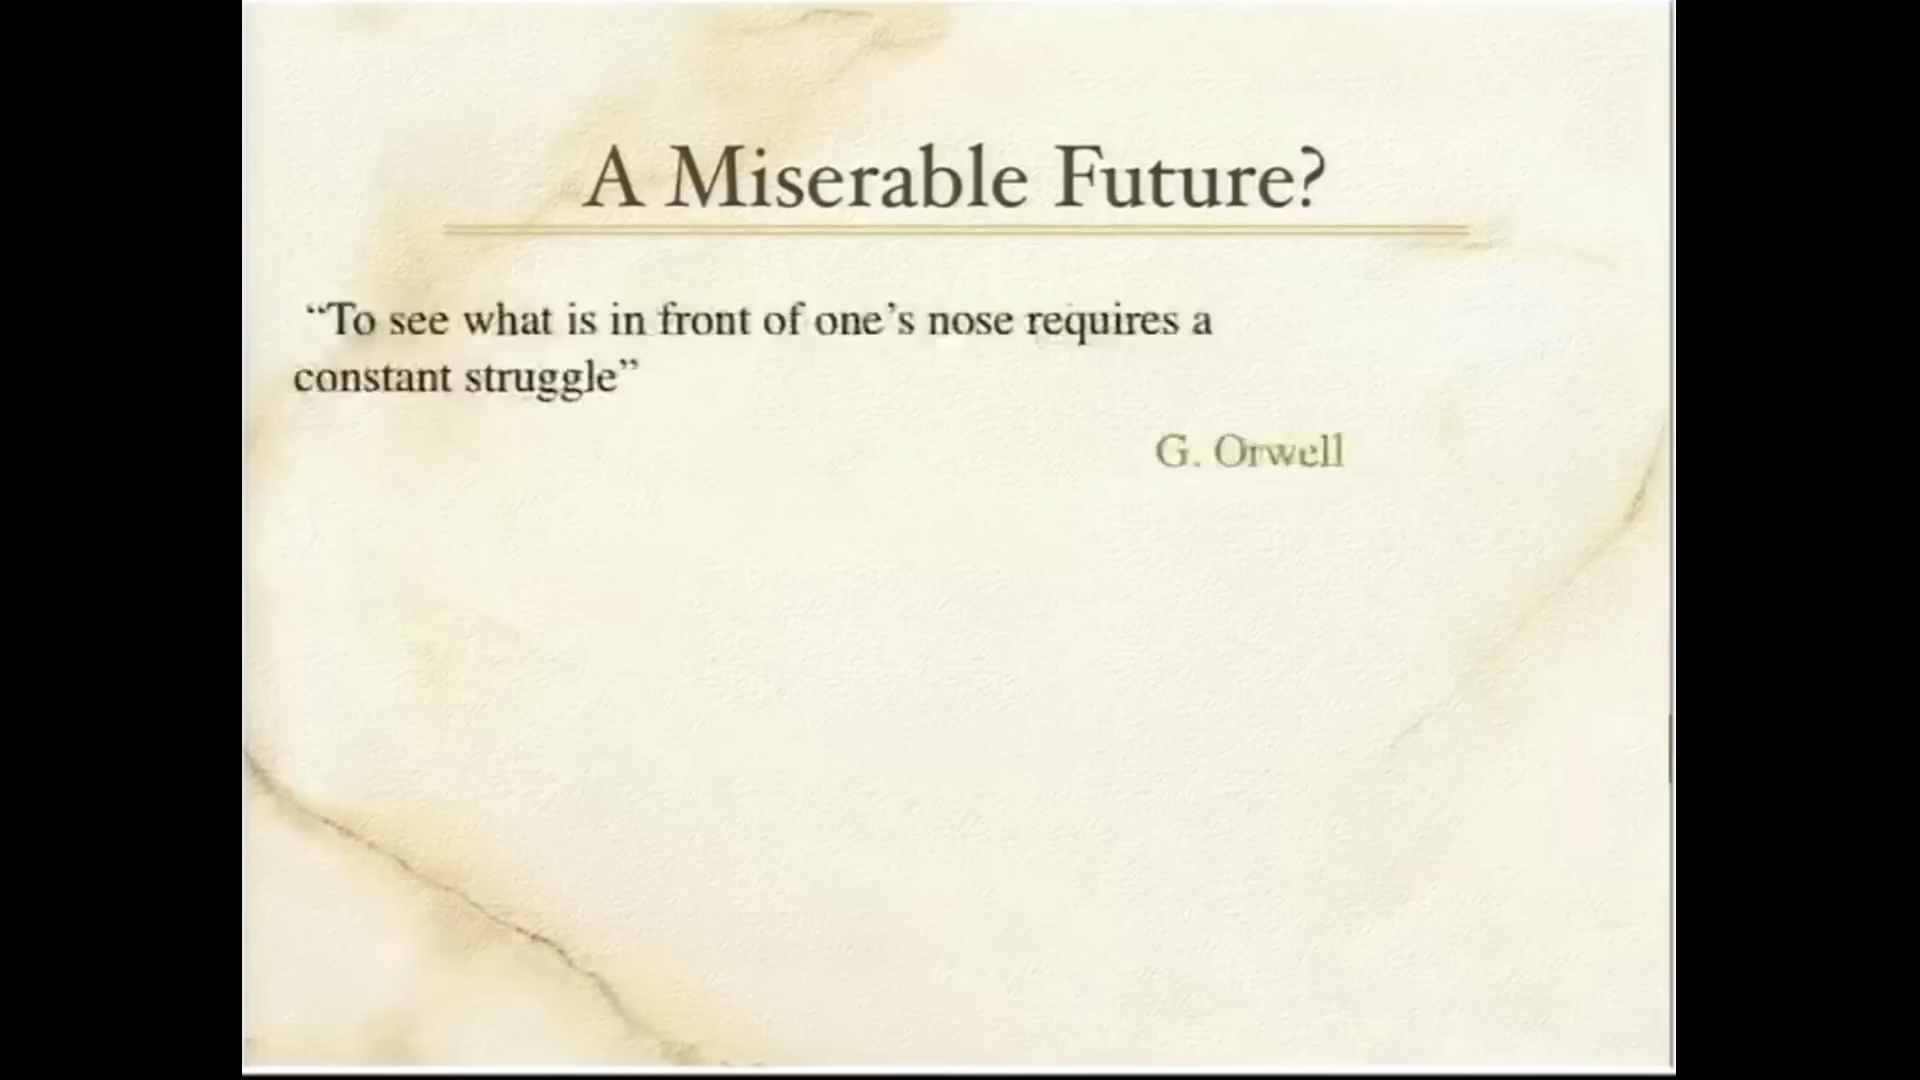 A Miserable Future?
“To see what is in front of one’s nose requires a
constant struggle”
G. Orwell